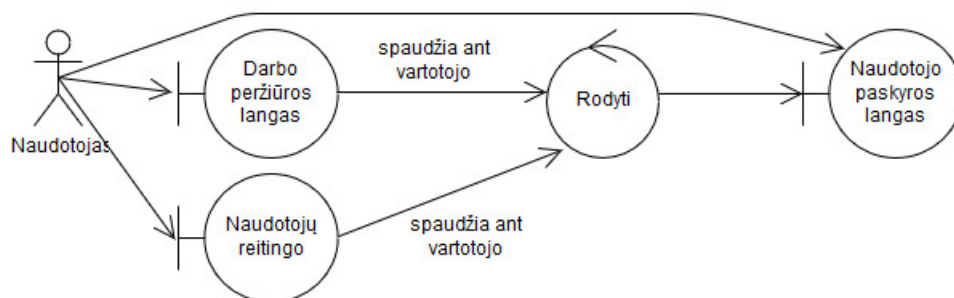 Naudotojas
Darbo
peržiūros
langas
spaudžia ant
vartotojo
Rodyti
Naudotojo
paskyros
langas
Naudotojų
reitingo
spaudžia ant
vartotojo